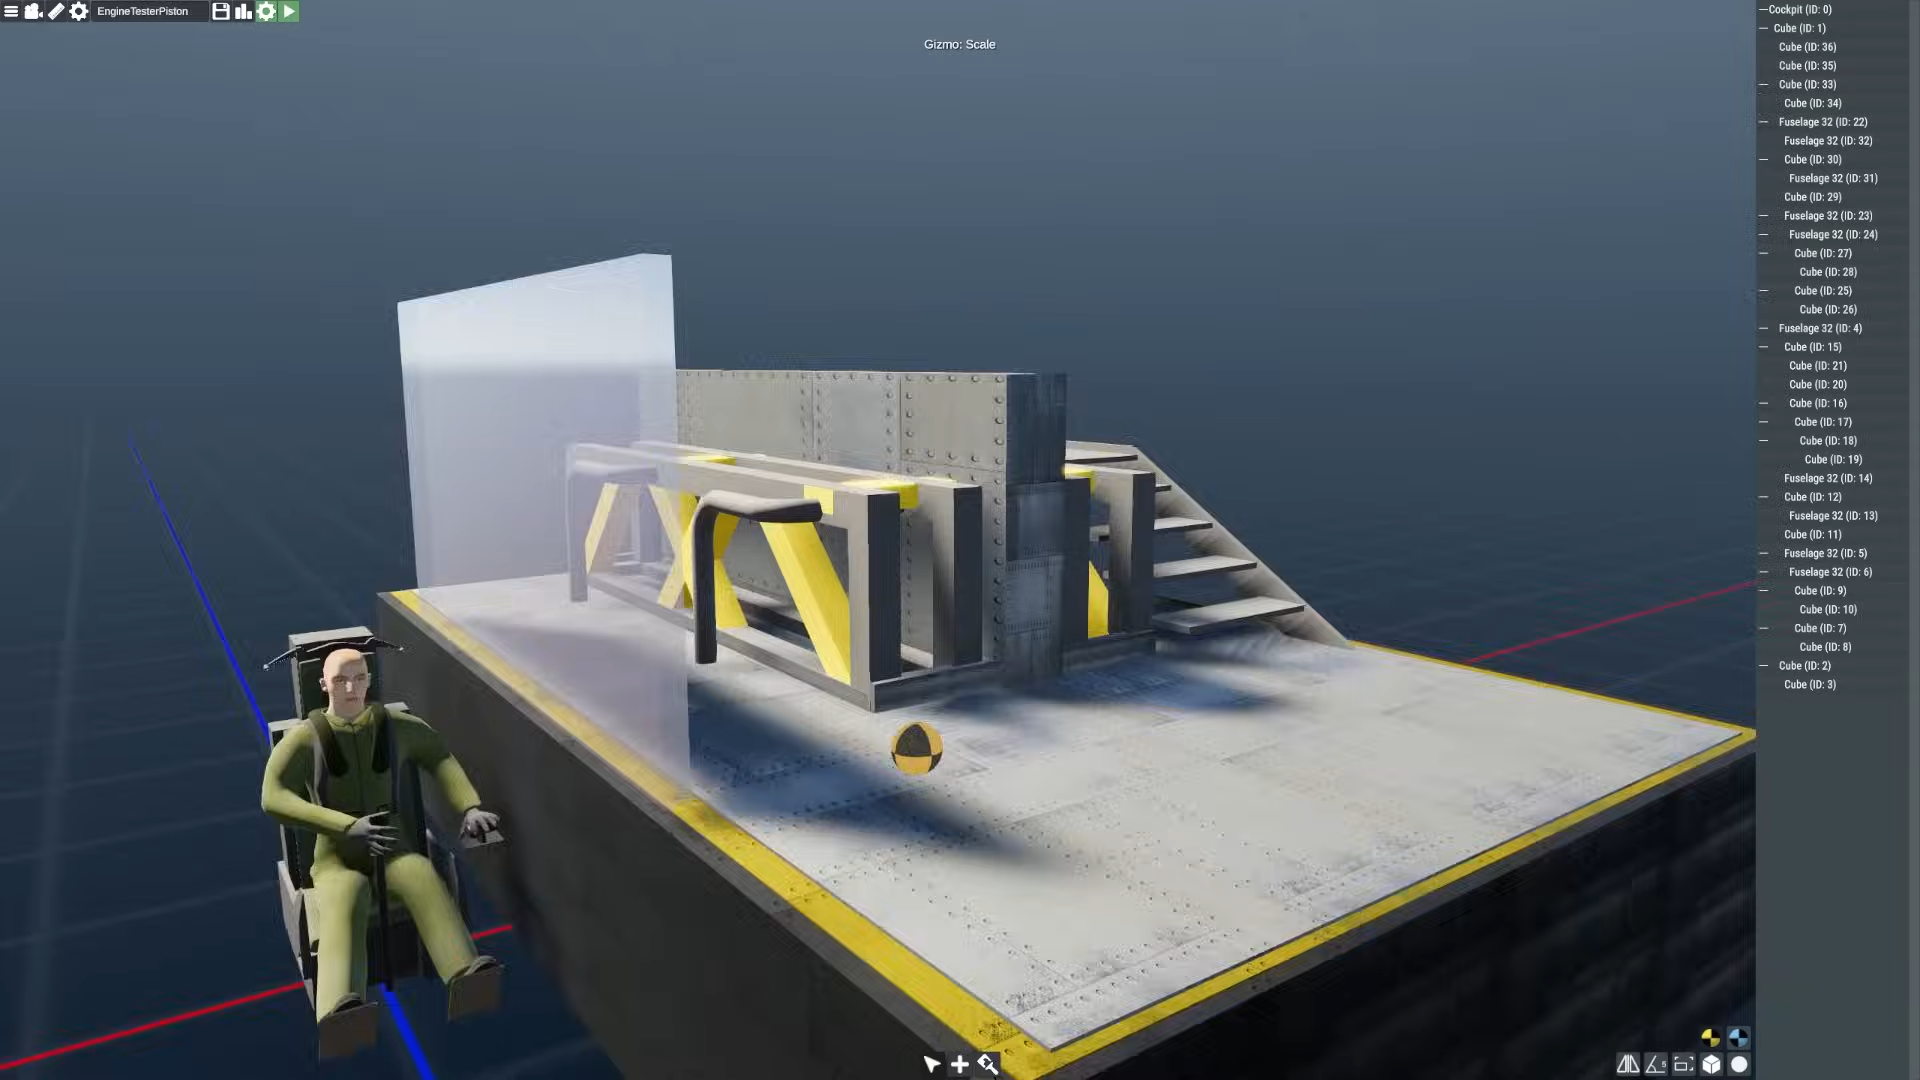 EngineTesterPiston
Gizmo: Scale
Cockpit (ID: 0)
Cube (ID: 1)
Cube (ID: 36)
Cube (ID: 35)
Cube (ID: 33)
Cube (ID: 34)
Fuselage 32 (ID: 22)
Fuselage 32 (ID: 32)
Cube (ID: 30)
Fuselage 32 (ID: 31)
Cube (ID: 29)
Fuselage 32 (ID: 23)
Fuselage 32 (ID: 24)
Cube (ID: 27)
Cube (ID: 28)
Cube (ID: 25)
Cube (ID: 26)
Fuselage 32 (ID: 4)
Cube (ID: 15)
Cube (ID: 21)
Cube (ID: 20)
Cube (ID: 16)
Cube (ID: 17)
Cube (ID: 18)
Cube (ID: 19)
Fuselage 32 (ID: 14)
Cube (ID: 12)
Fuselage 32 (ID: 13)
Cube (ID: 11)
Fuselage 32 (ID: 5)
Fuselage 32 (ID: 6)
Cube (ID: 9)
Cube (ID: 10)
Cube (ID: 7)
Cube (ID: 8)
Cube (ID: 2)
Cube (ID: 3)